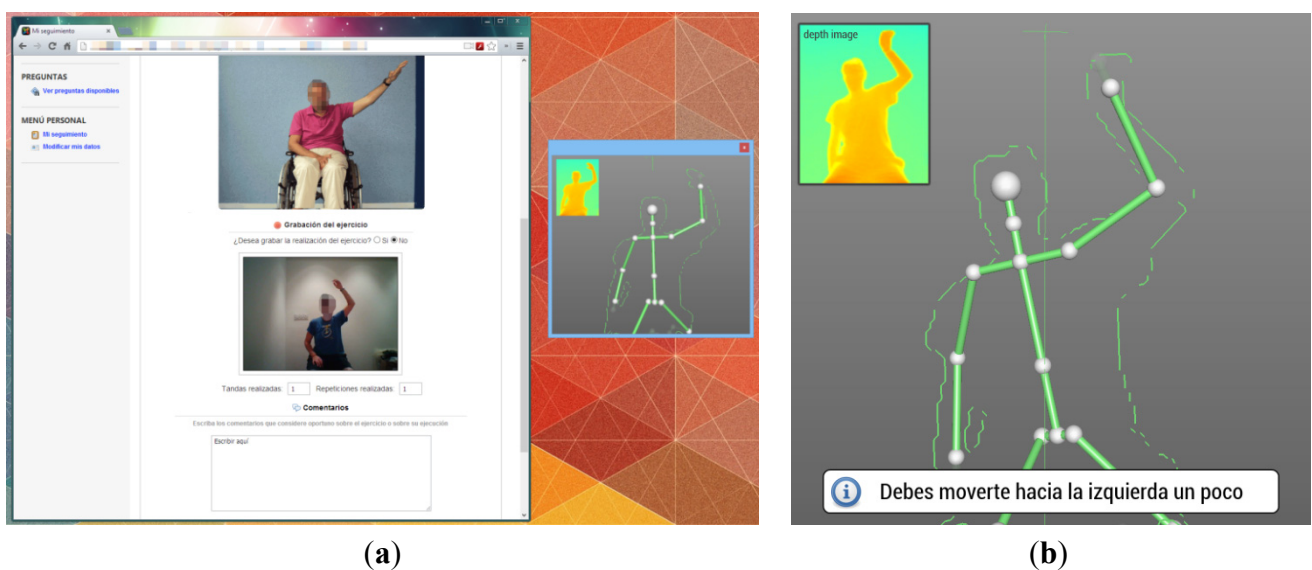 Mi seguimiento
PREGUNTAS
Ver preguntas disponibles
MENÚ PERSONAL
Mi seguimiento
Modificar mis datos
Grabación del ejercicio
¿Desea grabar la realización del ejercicio? Si No
Tandas realizadas: 1 Repeticiones realizadas: 1
Comentarios
Escriba los comentarios que considere oportuno sobre el ejercicio o sobre su ejecución
Escribir aquí
(a)
depth image
Debes moverte hacia la izquierda un poco
(b)